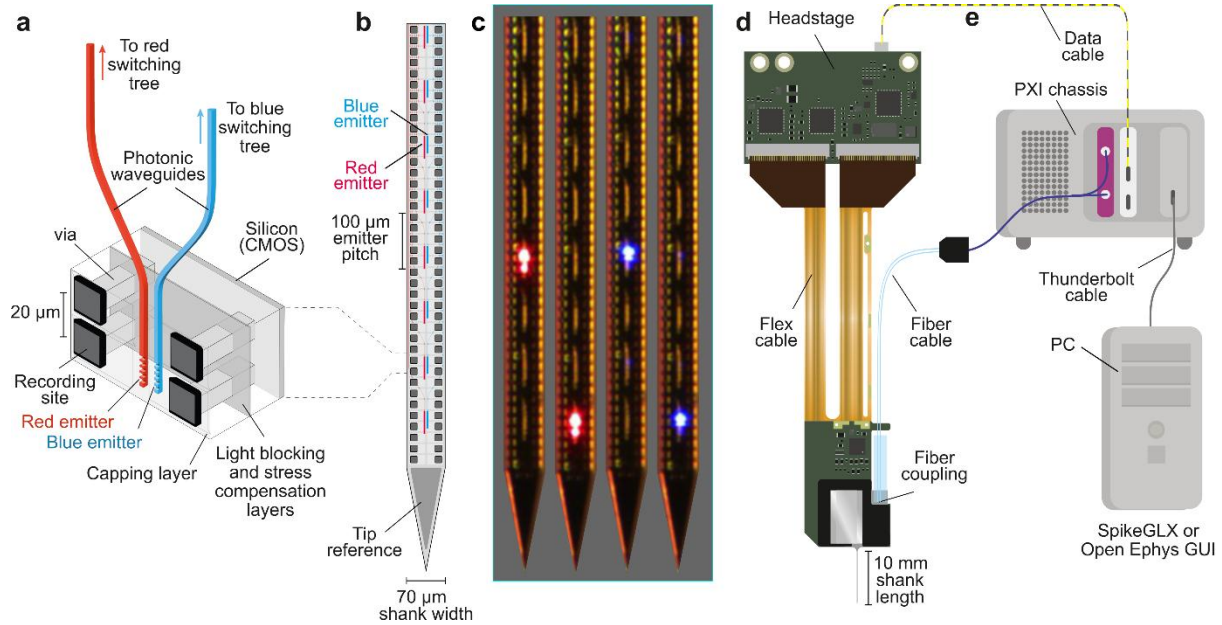 a
To red
switching
tree
To blue
switching
tree
Photonic
waveguides
Silicon
(CMOS)
via
20 µm
Recording
site
Red emitter
Blue emitter
Capping layer
Light blocking
and stress
compensation
layers
b
Blue
emitter
Red
emitter
100 µm
emitter
pitch
Tip
reference
70 µm
shank width
c
d
Headstage
Flex
cable
Fiber
cable
Fiber
coupling
10 mm
shank
length
e
Data
cable
PXI chassis
Thunderbolt
cable
PC
SpikeGLX or
Open Ephys GUI